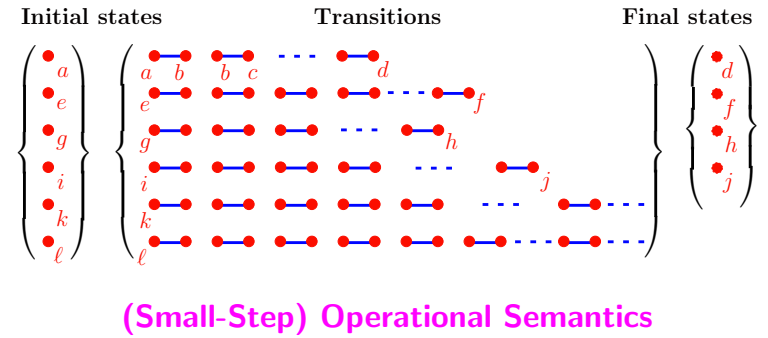 Initial states Transitions Final states
a a b b c d d
e e f f
g g h h
i i j j
k k
ℓ ℓ
(Small-Step) Operational Semantics